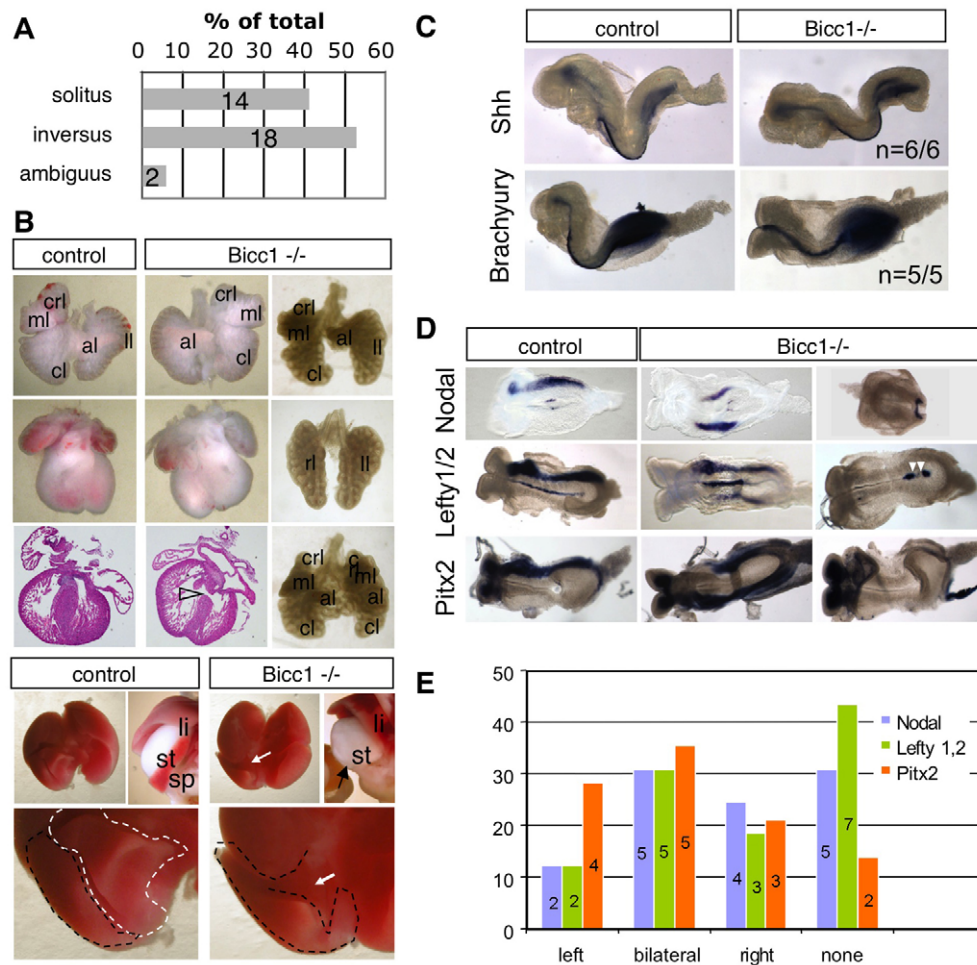 A
% of total
0 10 20 30 40 50 60
solitus 14
inversus 18
ambiguus 2
B
control Bicc1 -/-
crl ml al ll cl
al crl ml cl
crl ml al ll cl
rl ll
crl ml al c ml al cl cl
control Bicc1 -/-
li st sp
li st
C
control Bicc1-/-
Shh
n=6/6
Brachyury
n=5/5
D
control Bicc1-/-
Nodal
Lefty1/2
Pitx2
E
50
40
30
20
10
0
Nodal
Lefty 1,2
Pitx2
2 2 4 5 5 5 4 3 3 5 7 2
left bilateral right none